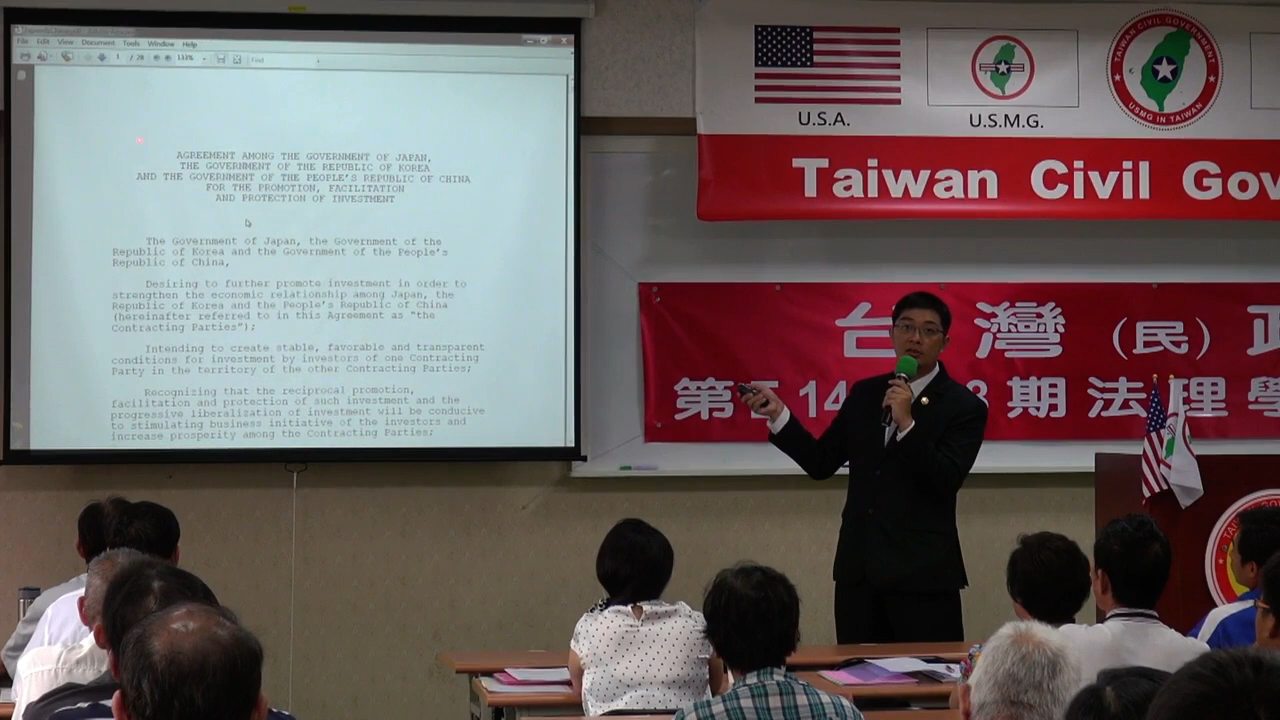 File Edit View Document Tools Window Help
1 / 28 133% Find
AGREEMENT AMONG THE GOVERNMENT OF JAPAN,
THE GOVERNMENT OF THE REPUBLIC OF KOREA
AND THE GOVERNMENT OF THE PEOPLE'S REPUBLIC OF CHINA
FOR THE PROMOTION, FACILITATION
AND PROTECTION OF INVESTMENT
The Government of Japan, the Government of the
Republic of Korea and the Government of the People's
Republic of China,
Desiring to further promote investment in order to
strengthen the economic relationship among Japan, the
Republic of Korea and the People's Republic of China
(hereinafter referred to in this Agreement as "the
Contracting Parties");
Intending to create stable, favorable and transparent
conditions for investment by investors of one Contracting
Party in the territory of the other Contracting Parties;
Recognizing that the reciprocal promotion,
facilitation and protection of such investment and the
progressive liberalization of investment will be conducive
to stimulating business initiative of the investors and
increase prosperity among the Contracting Parties;
U.S.A.
U.S.M.G.
TAIWAN CIVIL GOVERNMENT
USMG IN TAIWAN
Taiwan Civil Gov
台灣(民)政
第 14 期法理學